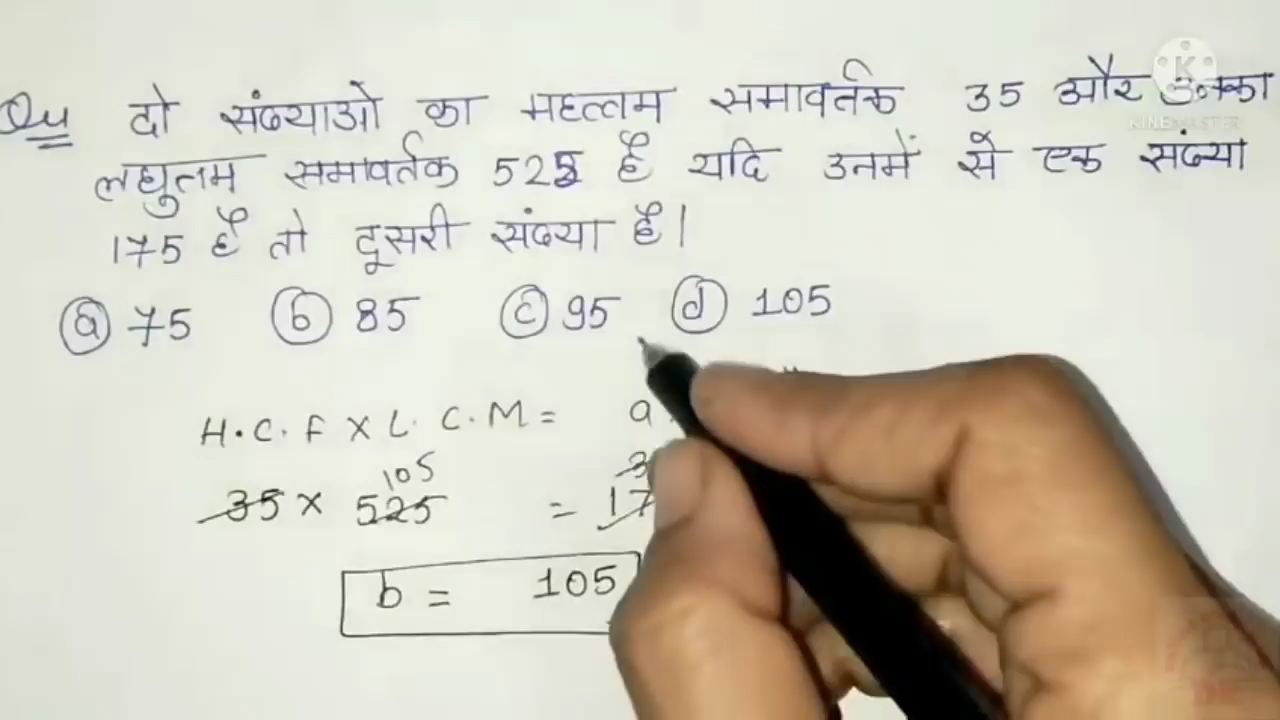 Qu दो संख्याओ का महत्तम समावर्तक 35 और उनका
लघुतम समावर्तक 525 है यदि उनमें से एक संख्या
175 है तो दूसरी संख्या है।
(a) 75 (b) 85 (c) 95 (d) 105
H.C.F X L.C.M = a
105
35 X 525 = 17
b = 105
K
KINEMASTER